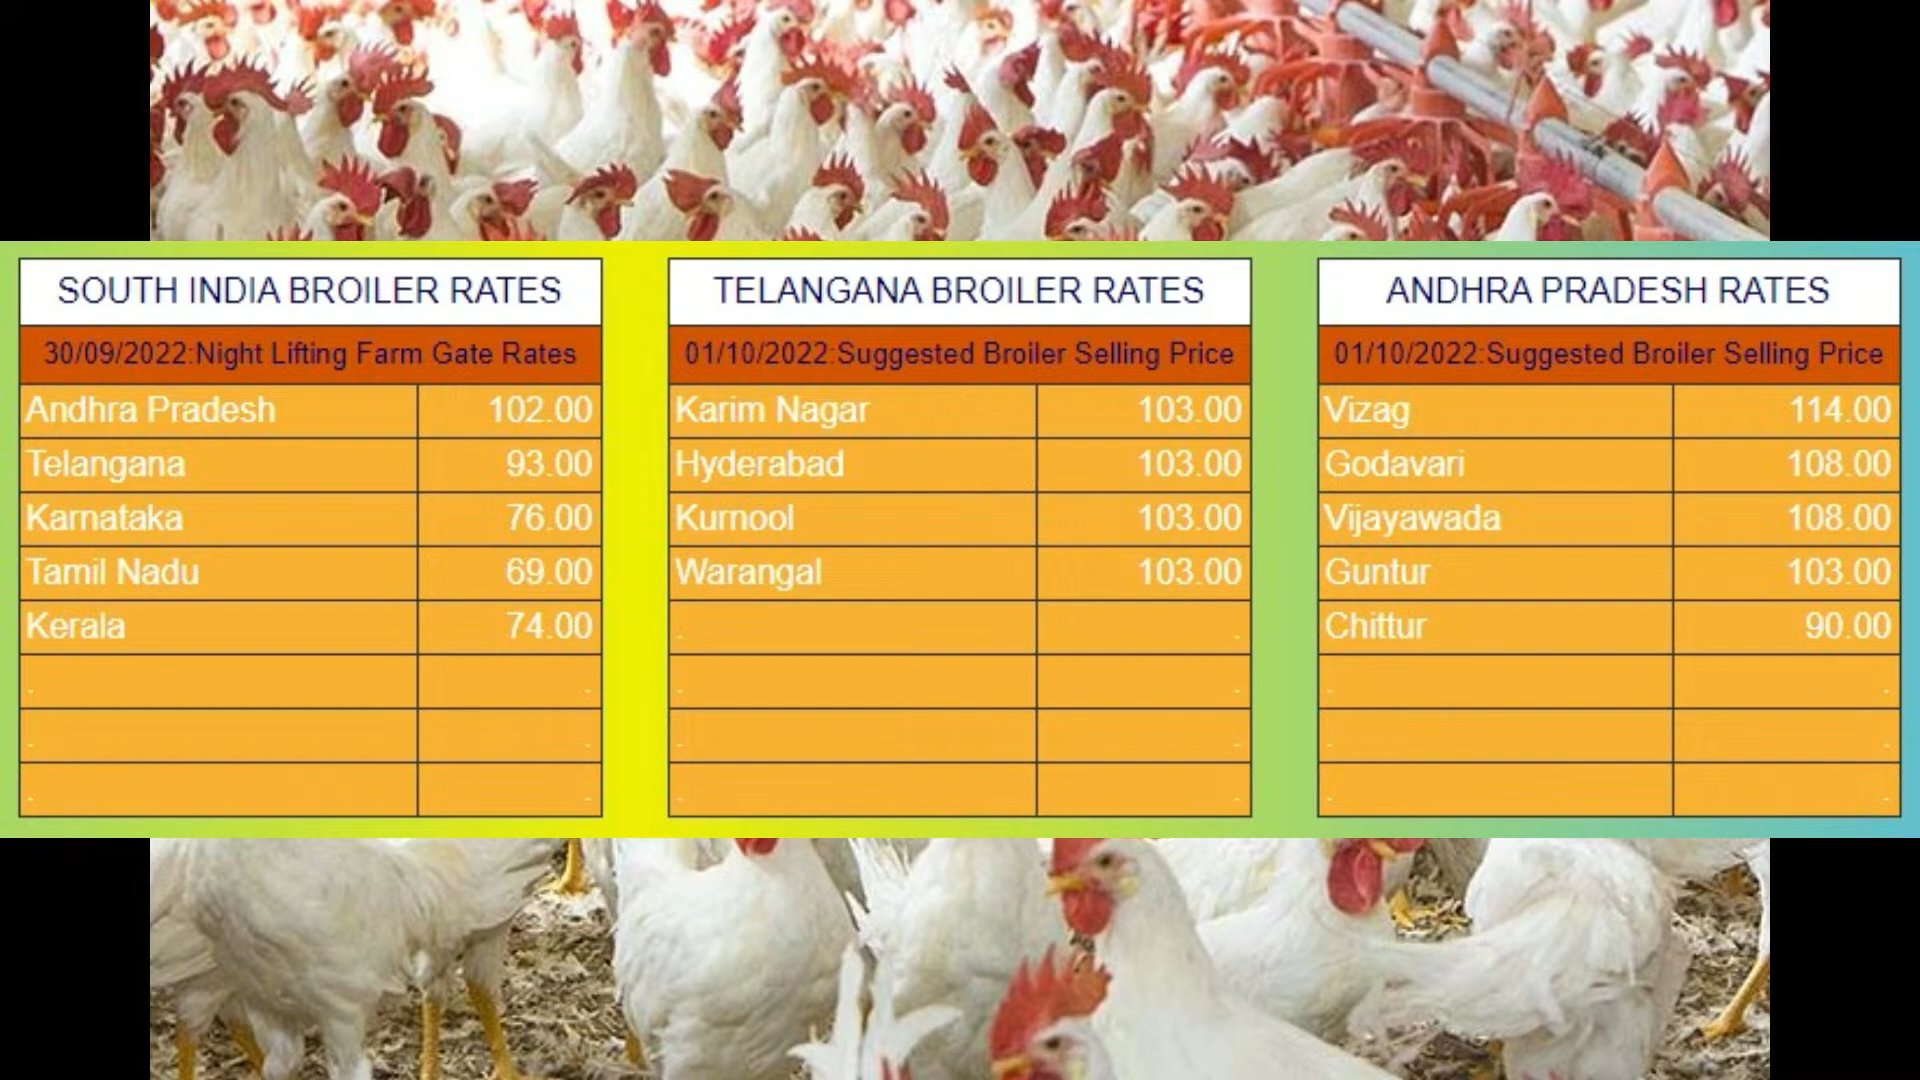 SOUTH INDIA BROILER RATES
30/09/2022:Night Lifting Farm Gate Rates
Andhra Pradesh 102.00
Telangana 93.00
Karnataka 76.00
Tamil Nadu 69.00
Kerala 74.00
. .
. .
. .
TELANGANA BROILER RATES
01/10/2022:Suggested Broiler Selling Price
Karim Nagar 103.00
Hyderabad 103.00
Kurnool 103.00
Warangal 103.00
. .
. .
. .
. .
ANDHRA PRADESH RATES
01/10/2022:Suggested Broiler Selling Price
Vizag 114.00
Godavari 108.00
Vijayawada 108.00
Guntur 103.00
Chittur 90.00
. .
. .
. .